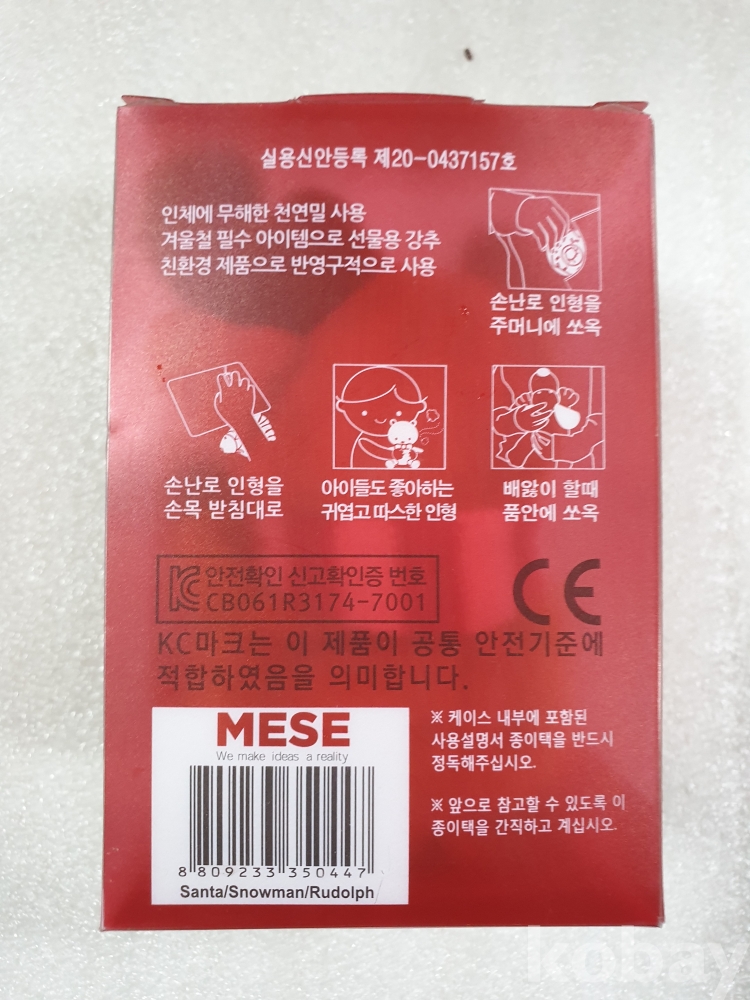 실용신안등록 제20-0437157호
인체에 무해한 천연밀 사용
겨울철 필수 아이템으로 선물용 강추
친환경 제품으로 반영구적으로 사용
손난로 인형을
주머니에 쏘옥
손난로 인형을
손목 받침대로
아이들도 좋아하는
귀엽고 따스한 인형
배앓이 할때
품안에 쏘옥
KC 안전확인 신고확인증 번호
CB061R3174-7001
CE
KC마크는 이 제품이 공통 안전기준에
적합하였음을 의미합니다.
MESE
We make ideas a reality
8 809233 350447
Santa/Snowman/Rudolph
※ 케이스 내부에 포함된
사용설명서 종이택을 반드시
정독해주십시오.
※ 앞으로 참고할 수 있도록 이
종이택을 간직하고 계십시오.
kobay